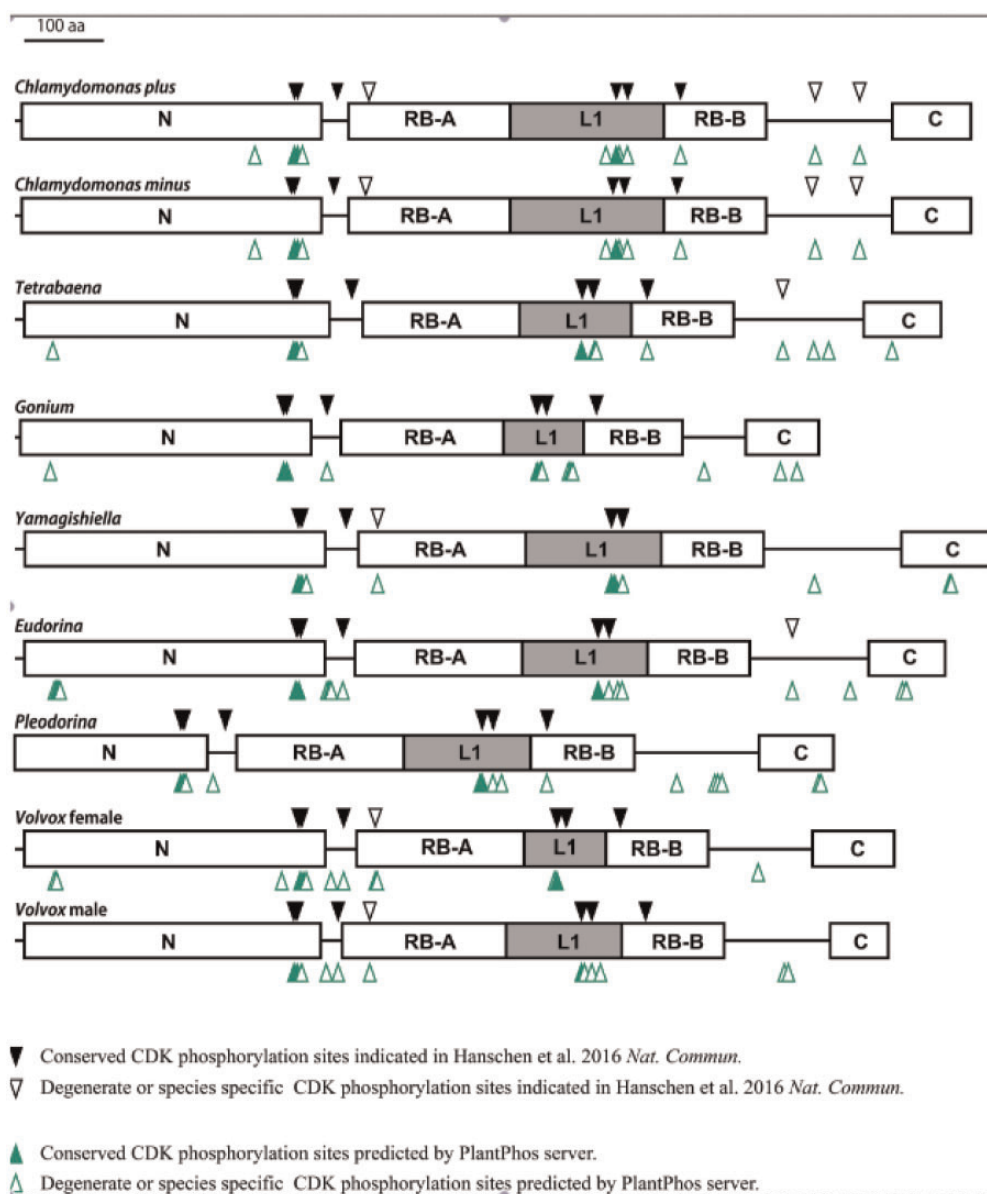 100 aa
Chlamydomonas plus
N RB-A L1 RB-B C
Chlamydomonas minus
N RB-A L1 RB-B C
Tetrabaena
N RB-A L1 RB-B C
Gonium
N RB-A L1 RB-B C
Yamagishiella
N RB-A L1 RB-B C
Eudorina
N RB-A L1 RB-B C
Pleodorina
N RB-A L1 RB-B C
Volvox female
N RB-A L1 RB-B C
Volvox male
N RB-A L1 RB-B C
Conserved CDK phosphorylation sites indicated in Hanschen et al. 2016 Nat. Commun.
Degenerate or species specific CDK phosphorylation sites indicated in Hanschen et al. 2016 Nat. Commun.
Conserved CDK phosphorylation sites predicted by PlantPhos server.
Degenerate or species specific CDK phosphorylation sites predicted by PlantPhos server.